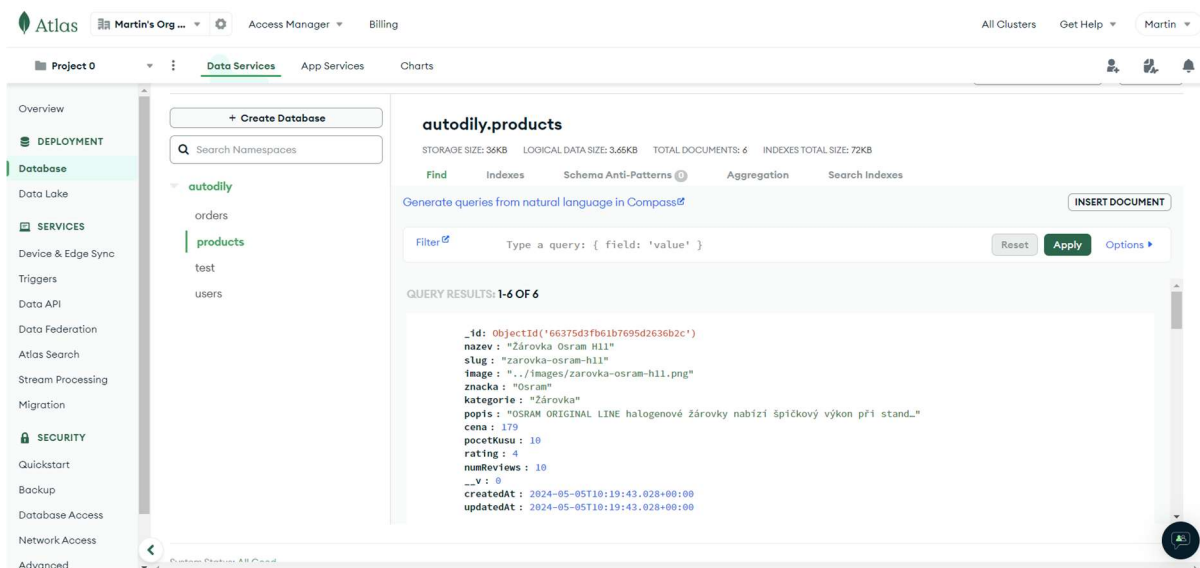 Atlas
Martin's Org ...
Access Manager
Billing
All Clusters
Get Help
Martin
Project 0
Data Services
App Services
Charts
Overview
DEPLOYMENT
Database
Data Lake
SERVICES
Device & Edge Sync
Triggers
Data API
Data Federation
Atlas Search
Stream Processing
Migration
SECURITY
Quickstart
Backup
Database Access
Network Access
Advanced
+ Create Database
Search Namespaces
autodily
orders
products
test
users
autodily.products
STORAGE SIZE: 36KB LOGICAL DATA SIZE: 3.65KB TOTAL DOCUMENTS: 6 INDEXES TOTAL SIZE: 72KB
Find Indexes Schema Anti-Patterns 0 Aggregation Search Indexes
Generate queries from natural language in Compass
INSERT DOCUMENT
Filter
Type a query: { field: 'value' }
Reset
Apply
Options
QUERY RESULTS: 1-6 OF 6
_id: ObjectId('66375d3fb61b7695d2636b2c')
nazev : "Žárovka Osram H11"
slug : "zarovka-osram-h11"
image : "../images/zarovka-osram-h11.png"
znacka : "Osram"
kategorie : "Žárovka"
popis : "OSRAM ORIGINAL LINE halogenové žárovky nabízí špičkový výkon při stand…"
cena : 179
pocetKusu : 10
rating : 4
numReviews : 10
__v : 0
createdAt : 2024-05-05T10:19:43.028+00:00
updatedAt : 2024-05-05T10:19:43.028+00:00
System Status: All Good